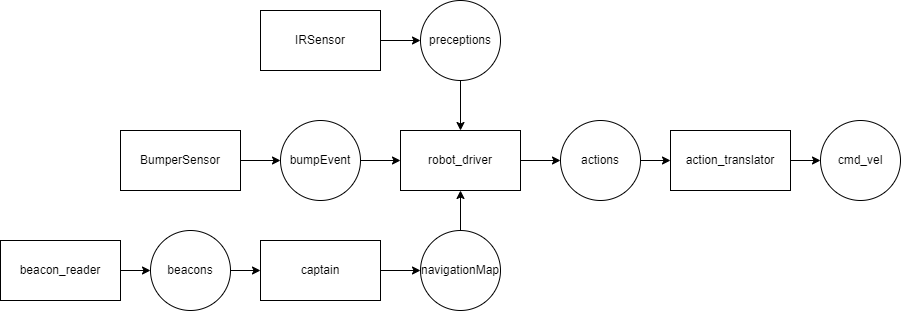 IRSensor
preceptions
BumperSensor
bumpEvent
robot_driver
actions
action_translator
cmd_vel
beacon_reader
beacons
captain
navigationMap